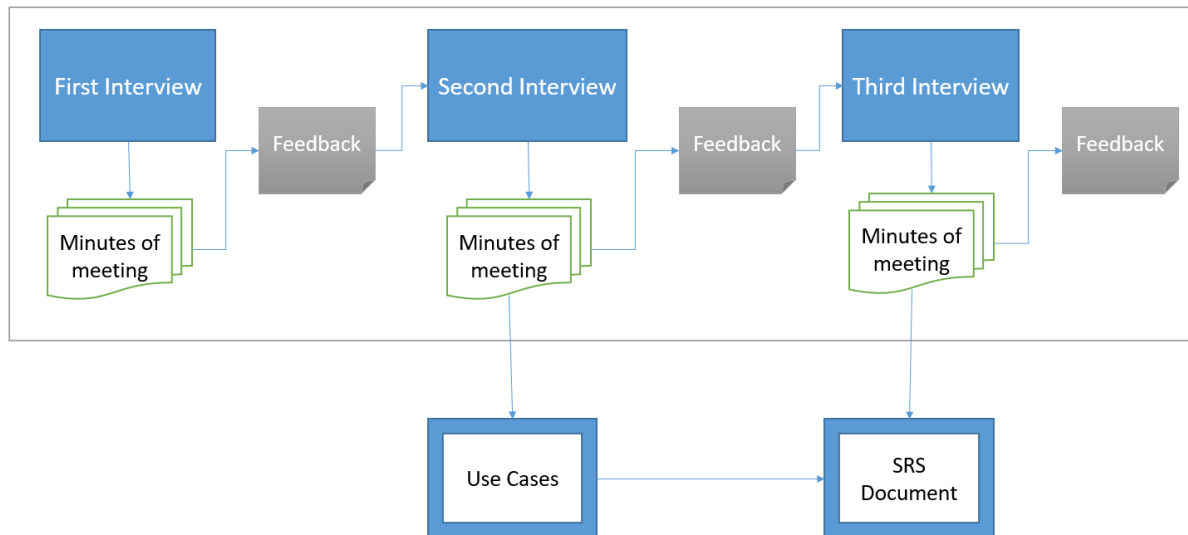 First Interview
Second Interview
Third Interview
Feedback
Feedback
Feedback
Minutes of
meeting
Minutes of
meeting
Minutes of
meeting
Use Cases
SRS
Document